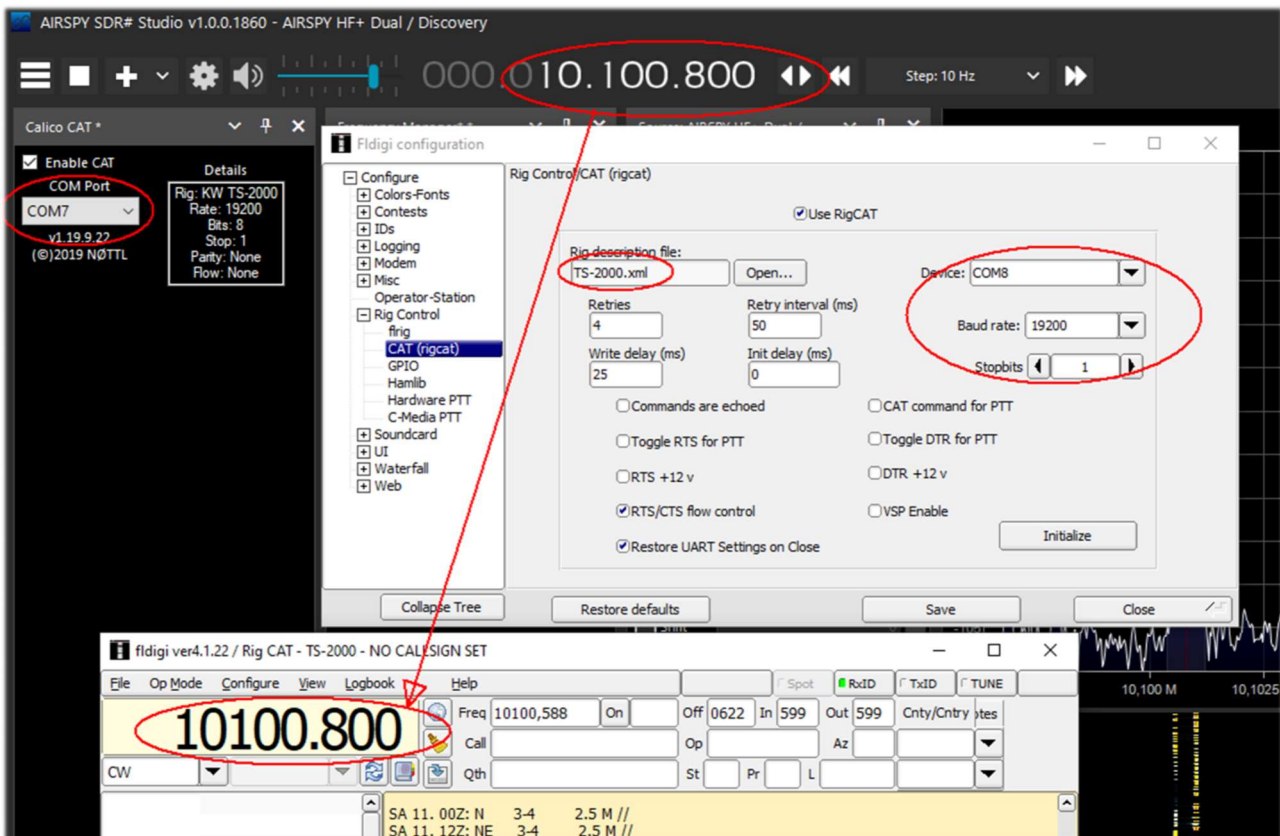 AIRSPY SDR# Studio v1.0.0.1860 - AIRSPY HF+ Dual / Discovery
000.010.100.800
Step: 10 Hz
Calico CAT *
Enable CAT
COM Port
COM7
v1.19.9.22
(©)2019 NØTTL
Details
Rig: KW TS-2000
Rate: 19200
Bits: 8
Stop: 1
Parity: None
Flow: None
Fldigi configuration
Configure
Colors-Fonts
Contests
IDs
Logging
Modem
Misc
Operator-Station
Rig Control
flrig
CAT (rigcat)
GPIO
Hamlib
Hardware PTT
C-Media PTT
Soundcard
UI
Waterfall
Web
Rig Control/CAT (rigcat)
Use RigCAT
Rig description file:
TS-2000.xml
Open...
Device: COM8
Retries
4
Retry interval (ms)
50
Baud rate: 19200
Write delay (ms)
25
Init delay (ms)
0
Stopbits 1
Commands are echoed
CAT command for PTT
Toggle RTS for PTT
Toggle DTR for PTT
RTS +12 v
DTR +12 v
RTS/CTS flow control
VSP Enable
Restore UART Settings on Close
Initialize
Collapse Tree
Restore defaults
Save
Close
fldigi ver4.1.22 / Rig CAT - TS-2000 - NO CALLSIGN SET
File Op Mode Configure View Logbook Help
Spot RxID TxID TUNE
10100.800
Freq 10100,588 On Off 0622 In 599 Out 599 Cnty/Cntry
Call Op Az
CW
Qth St Pr L
SA 11. 00Z: N 3-4 2.5 M //
SA 11. 12Z: NE 3-4 2.5 M //
10,100 M 10,1025